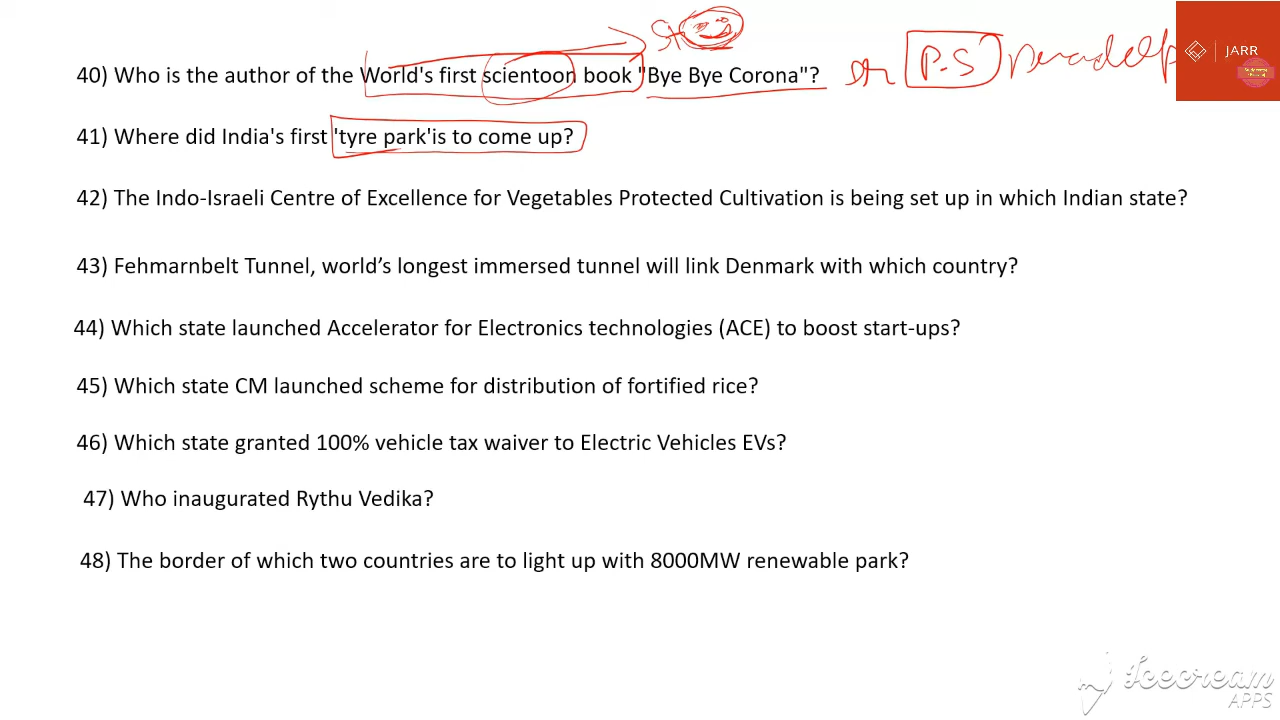 40) Who is the author of the World's first scientoon book "Bye Bye Corona"? P-S
JARR
41) Where did India's first 'tyre park'is to come up?
42) The Indo-Israeli Centre of Excellence for Vegetables Protected Cultivation is being set up in which Indian state?
43) Fehmarnbelt Tunnel, world’s longest immersed tunnel will link Denmark with which country?
44) Which state launched Accelerator for Electronics technologies (ACE) to boost start-ups?
45) Which state CM launched scheme for distribution of fortified rice?
46) Which state granted 100% vehicle tax waiver to Electric Vehicles EVs?
47) Who inaugurated Rythu Vedika?
48) The border of which two countries are to light up with 8000MW renewable park?
Icecream
APPS